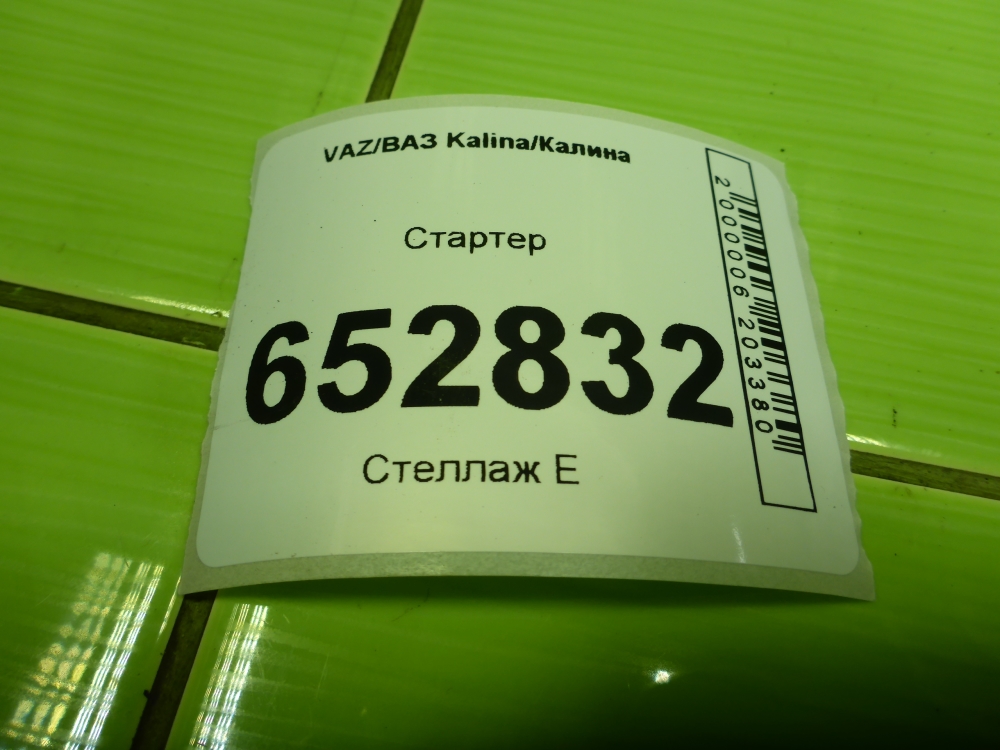 VAZ/ВАЗ Kalina/Калина
Стартер
652832
Стеллаж Е
2000006203380